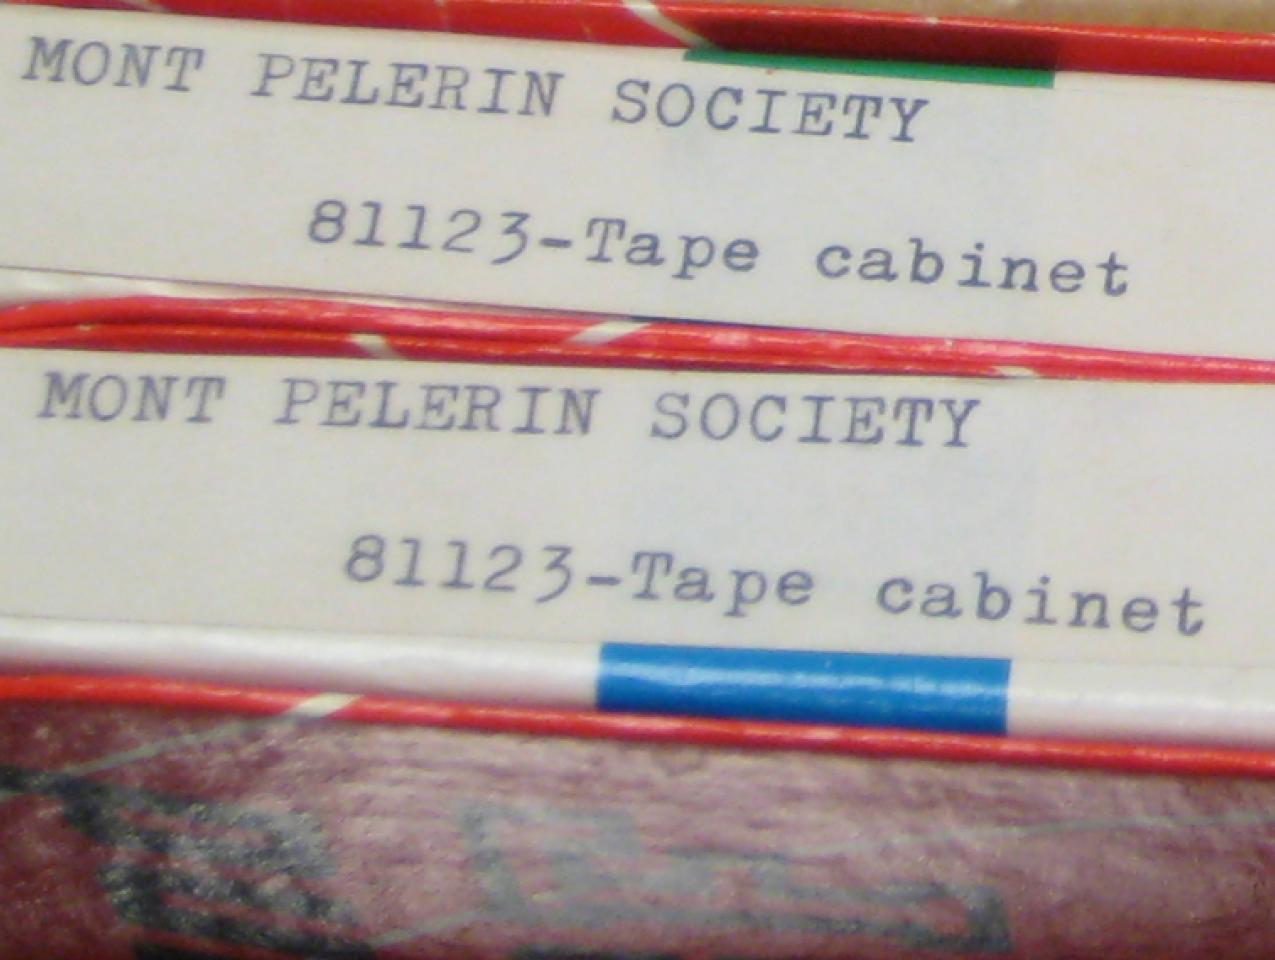 MONT PELERIN SOCIETY
81123-Tape cabinet
MONT PELERIN SOCIETY
81123-Tape cabinet